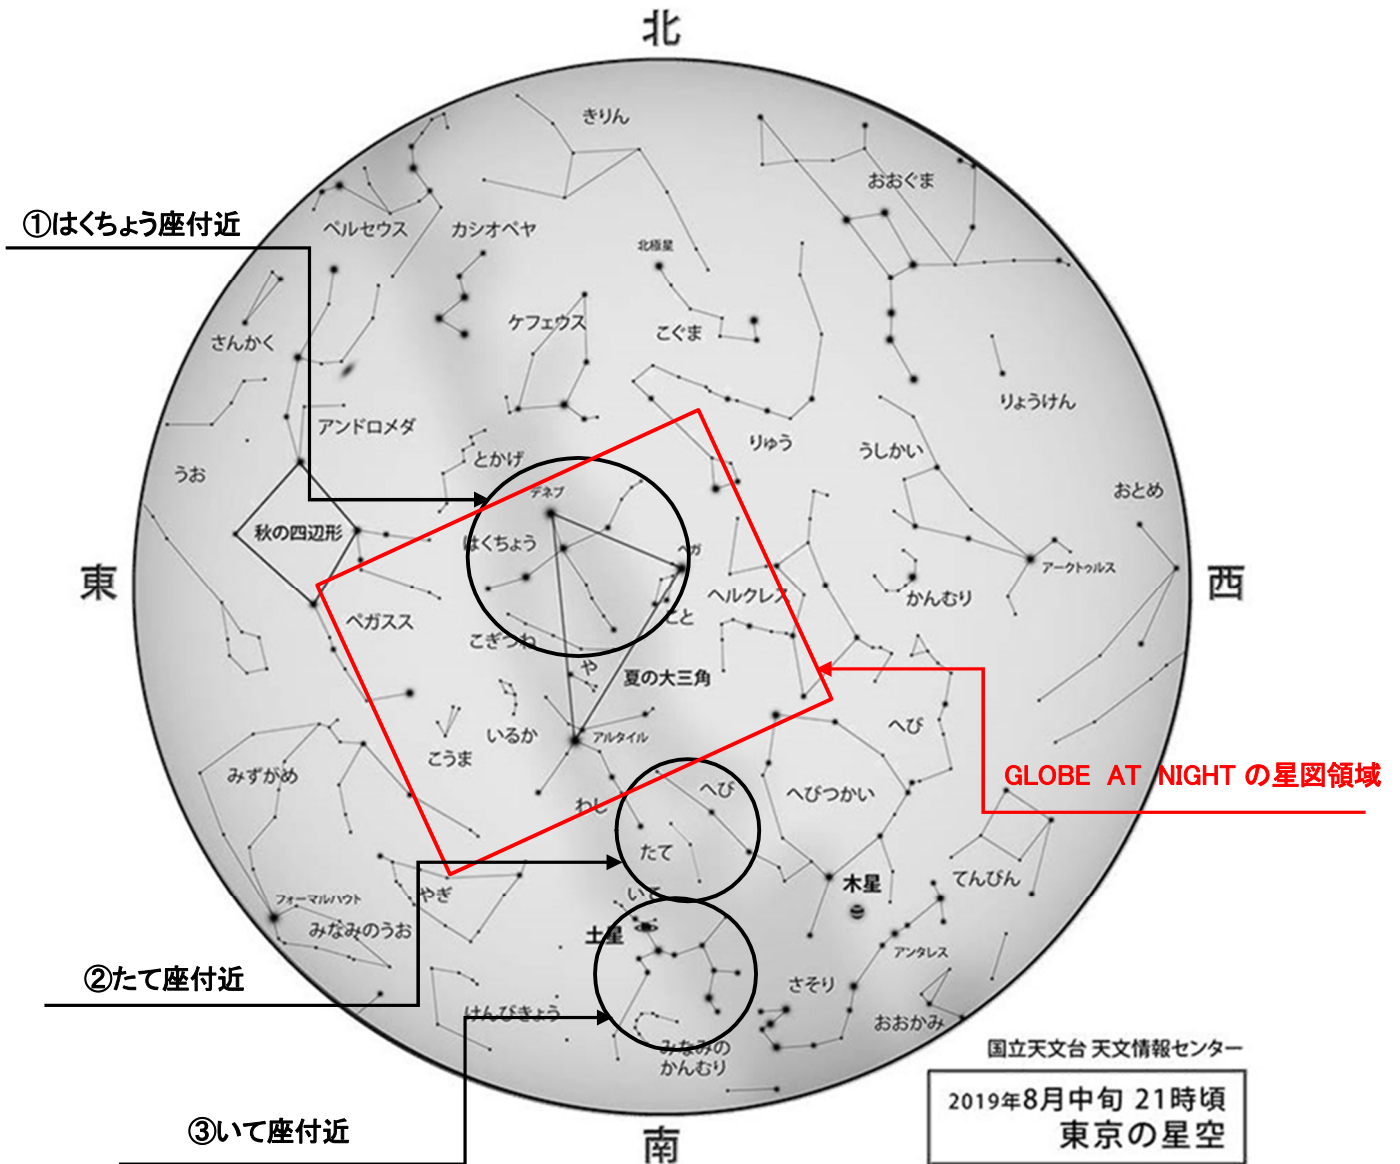 北
きりん
おおぐま
①はくちょう座付近
ペルセウス
カシオペヤ
北極星
さんかく
ケフェウス
こぐま
りょうけん
アンドロメダ
りゅう
うしかい
とかげ
うお
おとめ
デネブ
秋の四辺形
はくちょう
ベガ
アークトゥルス
東
西
ヘルクレス
かんむり
ペガスス
こと
こぎつね
や
夏の大三角
へび
いるか
アルタイル
こうま
みずがめ
GLOBE AT NIGHT の星図領域
へび
へびつかい
わし
たて
てんびん
木星
やぎ
いて
フォーマルハウト
みなみのうお
土星
アンタレス
②たて座付近
さそり
けんびきょう
おおかみ
みなみの
かんむり
国立天文台 天文情報センター
2019年8月中旬 21時頃
東京の星空
③いて座付近
南